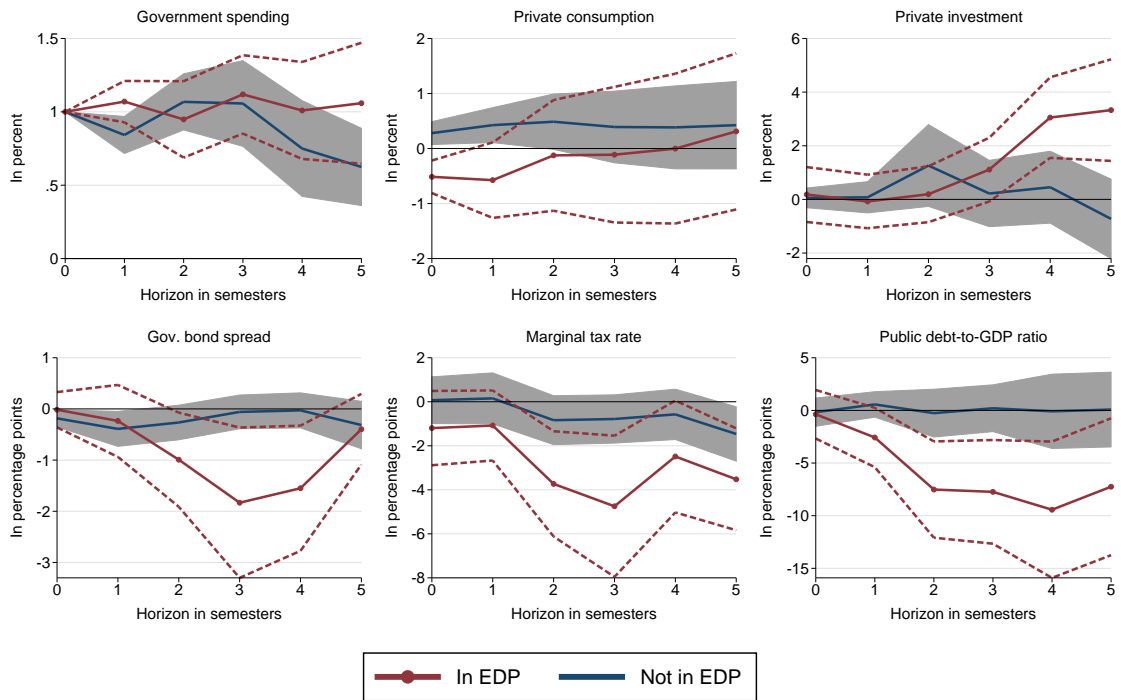 Government spending
In percent
1.5
1
.5
0
0 1 2 3 4 5
Horizon in semesters
Private consumption
In percent
2
1
0
-1
-2
0 1 2 3 4 5
Horizon in semesters
Private investment
In percent
6
4
2
0
-2
0 1 2 3 4 5
Horizon in semesters
Gov. bond spread
In percentage points
1
0
-1
-2
-3
0 1 2 3 4 5
Horizon in semesters
Marginal tax rate
In percentage points
2
0
-2
-4
-6
-8
0 1 2 3 4 5
Horizon in semesters
Public debt-to-GDP ratio
In percentage points
5
0
-5
-10
-15
0 1 2 3 4 5
Horizon in semesters
In EDP Not in EDP